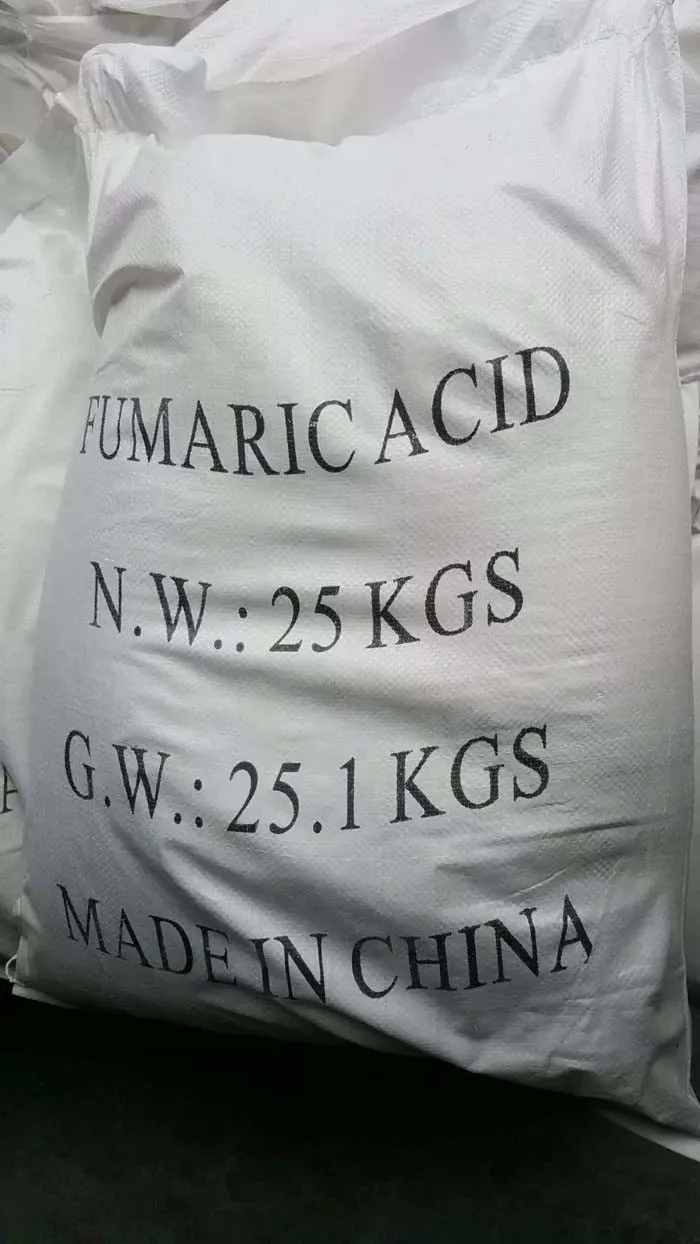 FUMARIC ACID
N.W.: 25 KGS
G.W.: 25.1 KGS
MADE IN CHINA